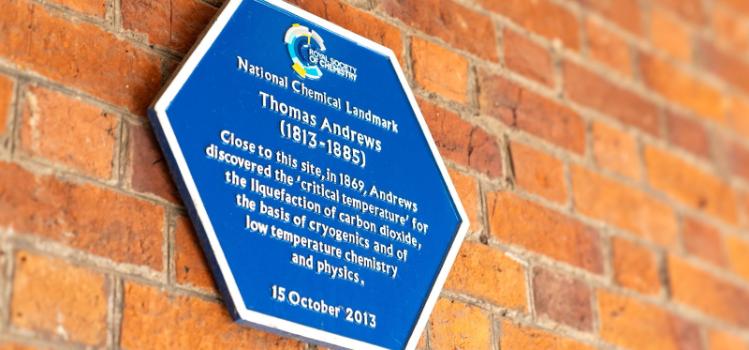 ROYAL SOCIETY
OF CHEMISTRY
National Chemical Landmark
Thomas Andrews
(1813-1885)
Close to this site, in 1869, Andrews
discovered the 'critical temperature' for
the liquefaction of carbon dioxide,
the basis of cryogenics and of
low temperature chemistry
and physics.
15 October 2013